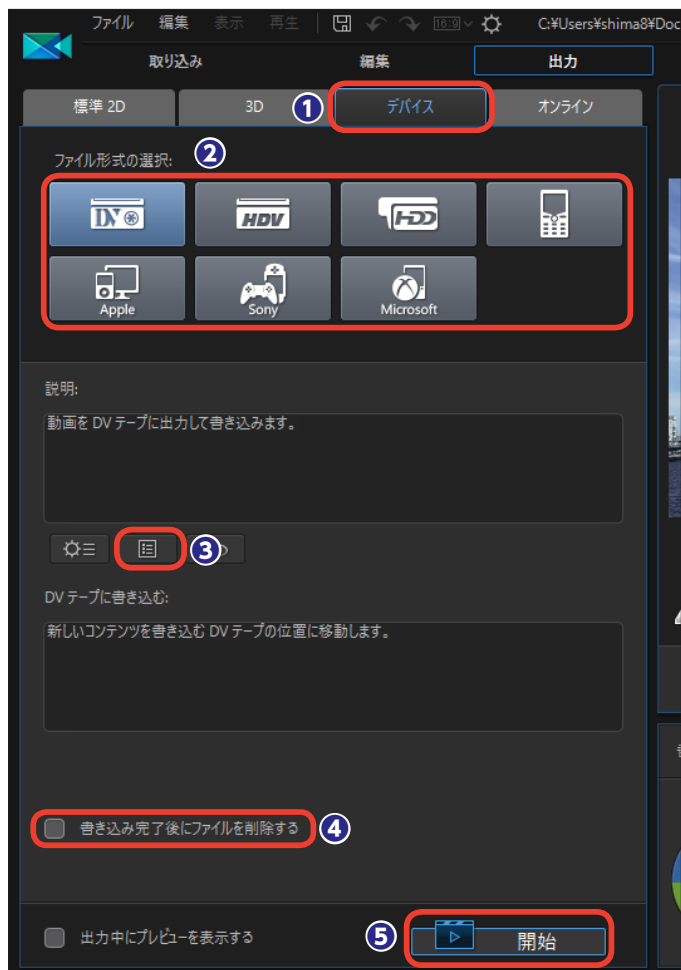 ファイル 編集 表示 再生 16:9 C:¥Users¥shima8¥Doc
取り込み 編集 出力
標準 2D 3D 1 デバイス オンライン
ファイル形式の選択: 2
DV HDV HDD
Apple Sony Microsoft
説明:
動画を DV テープに出力して書き込みます。
3
DV テープに書き込む:
新しいコンテンツを書き込む DV テープの位置に移動します。
書き込み完了後にファイルを削除する 4
出力中にプレビューを表示する 5 開始